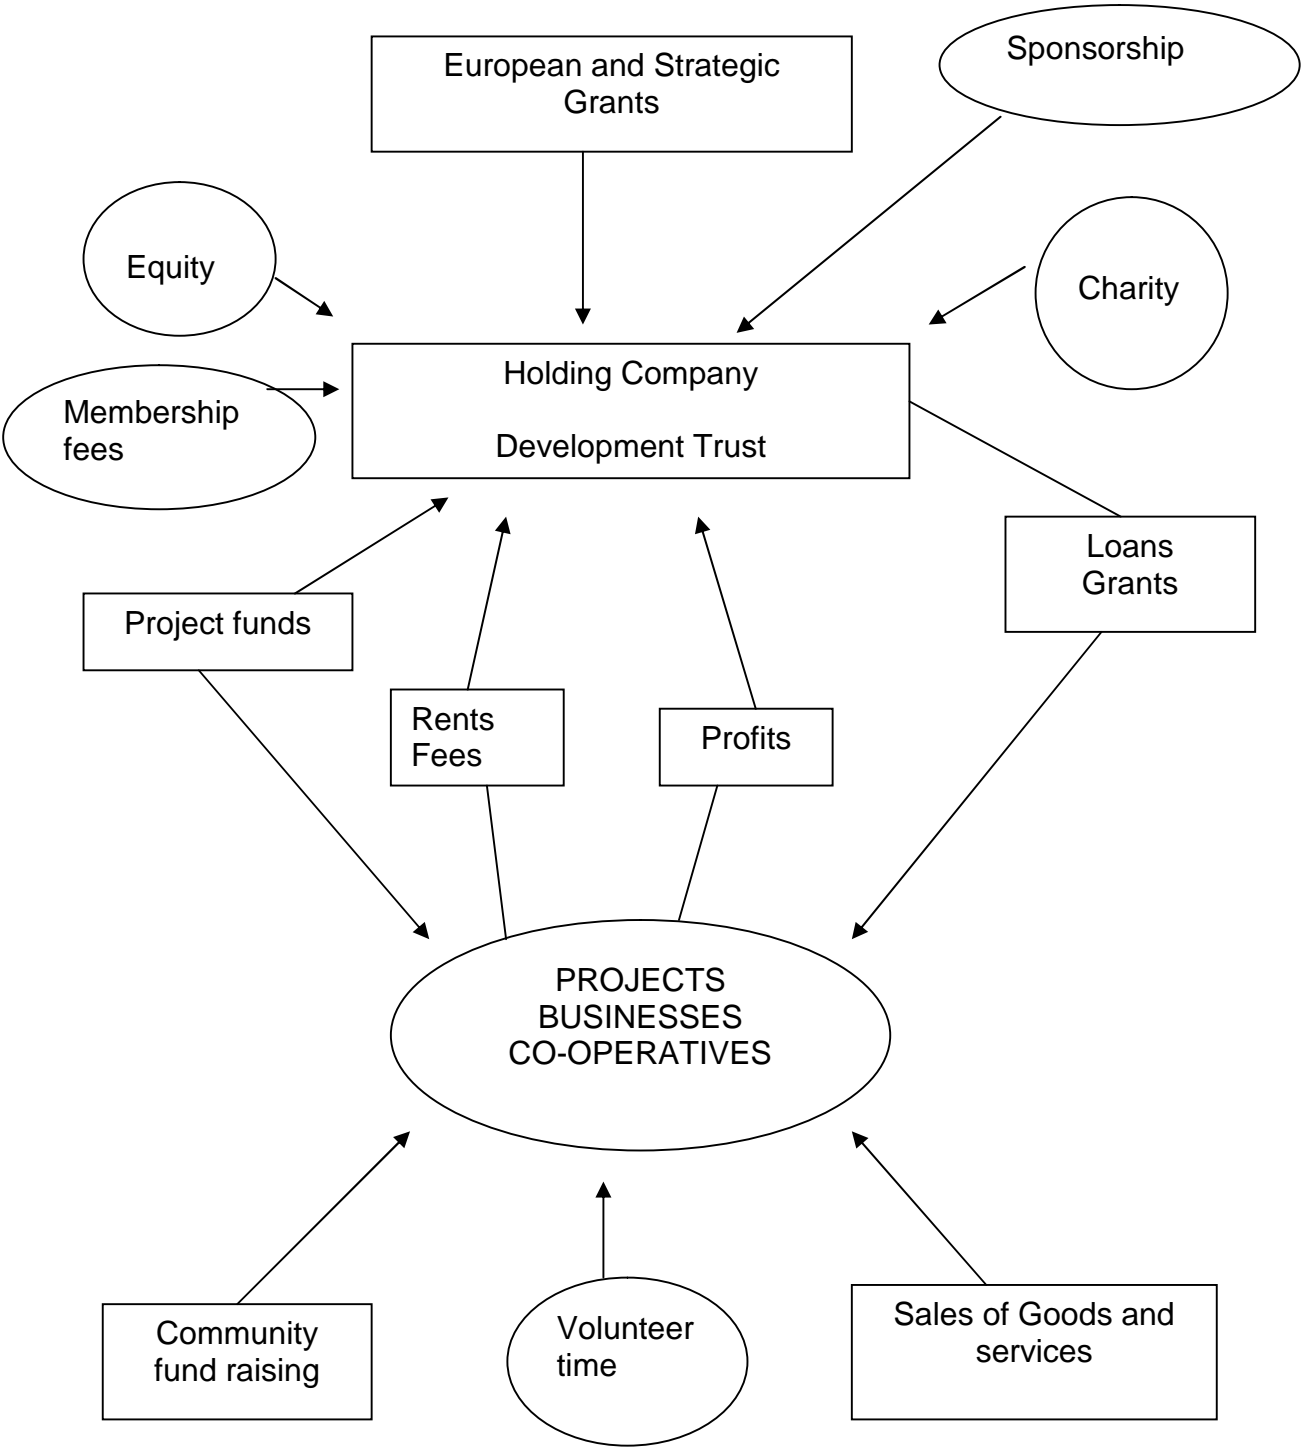 European and Strategic
Grants
Sponsorship
Equity
Charity
Holding Company
Development Trust
Membership
fees
Loans
Grants
Project funds
Rents
Fees
Profits
PROJECTS
BUSINESSES
CO-OPERATIVES
Community
fund raising
Volunteer
time
Sales of Goods and
services